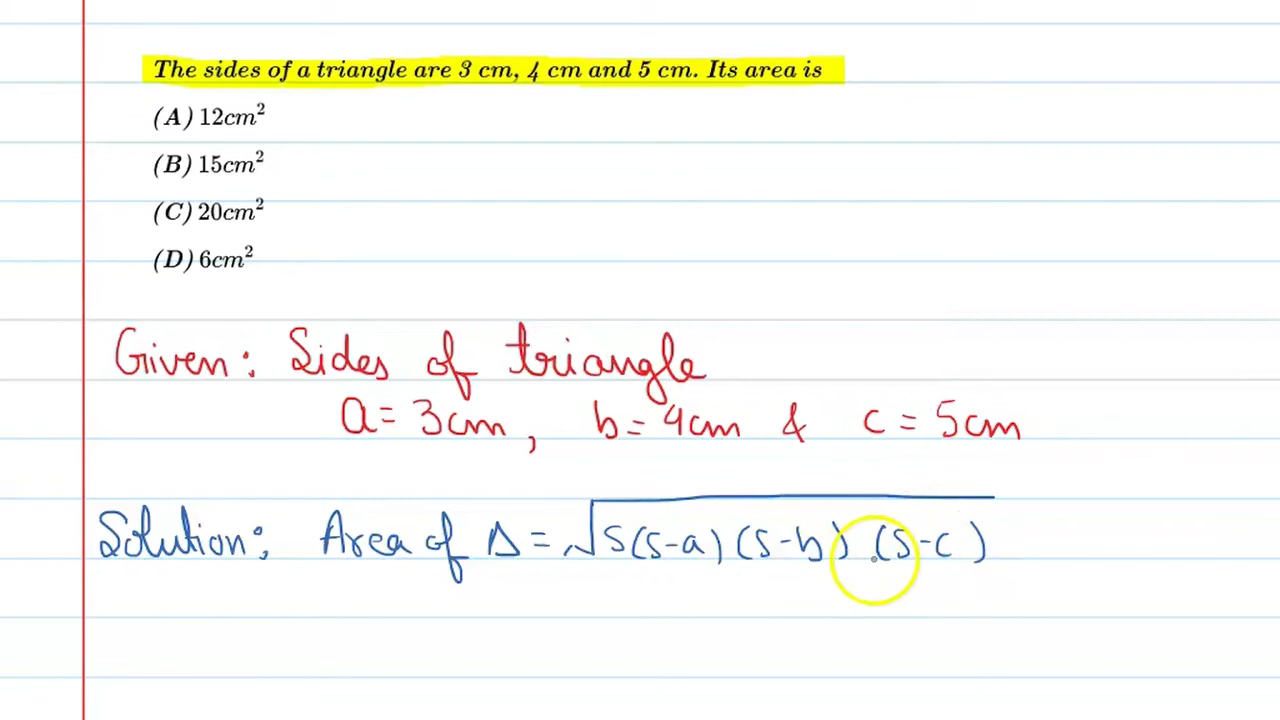 The sides of a triangle are 3 cm, 4 cm and 5 cm. Its area is
(A) 12cm²
(B) 15cm²
(C) 20cm²
(D) 6cm²
Given: Sides of triangle
a = 3cm, b = 4cm & c = 5cm
Solution: Area of Δ = √S(S-a)(S-b)(S-c)